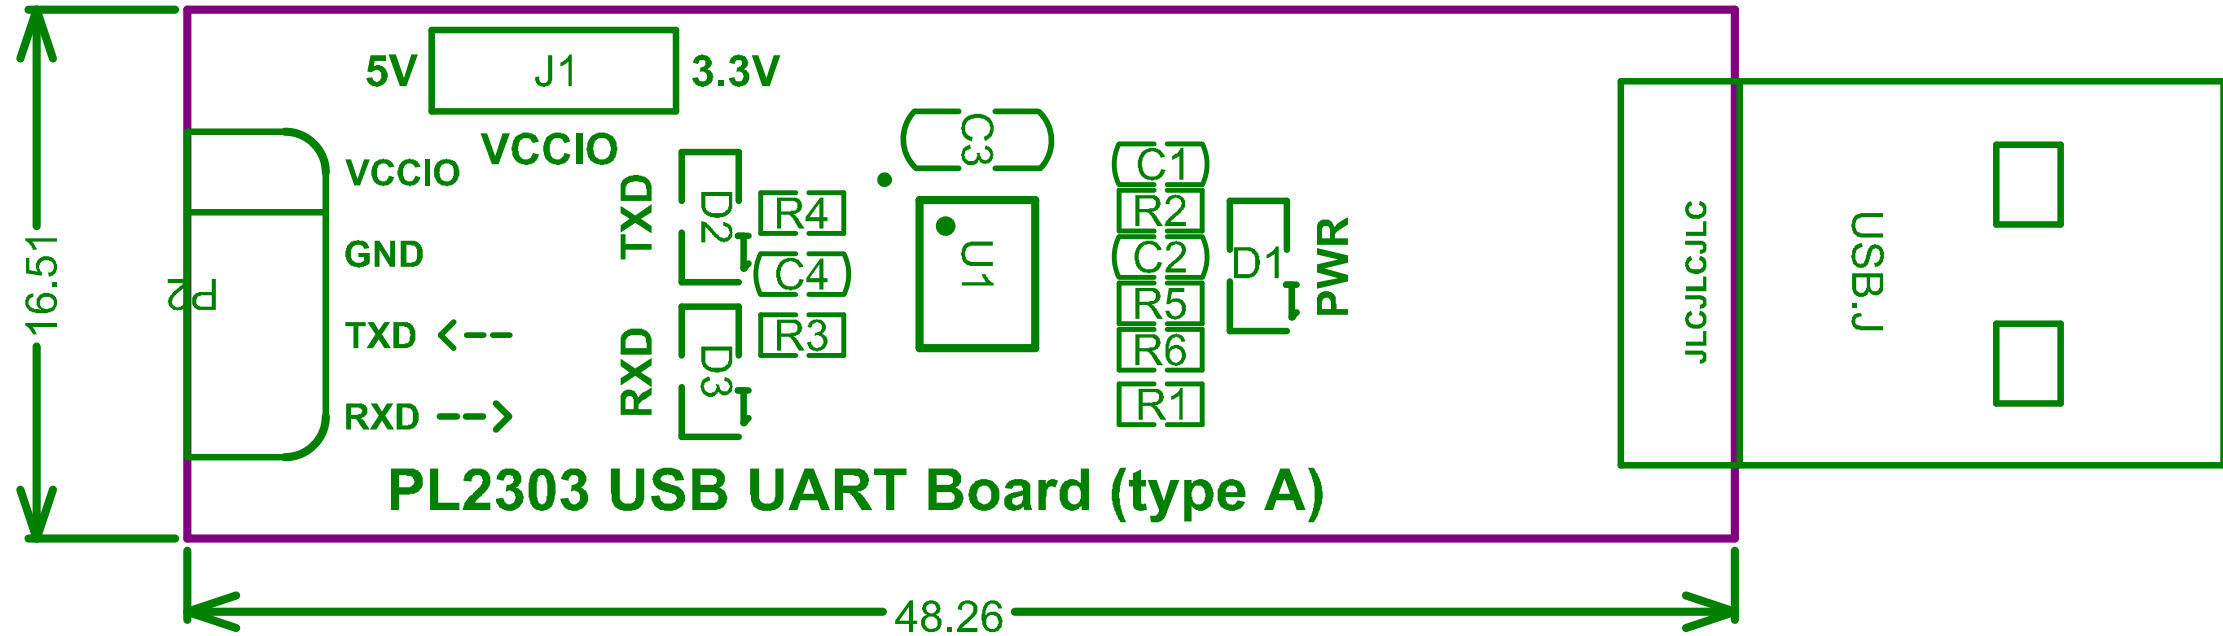 5V
J1
3.3V
VCCIO
VCCIO
GND
TXD <--
RXD -->
P2
16.51
TXD
D2
RXD
D3
R4
C4
R3
C3
U1
C1
R2
C2
R5
R6
R1
D1
PWR
JLCJLCJLCJLC
USB.J
PL2303 USB UART Board (type A)
48.26